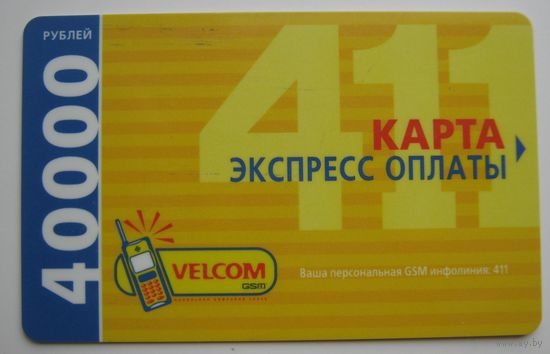 РУБЛЕЙ
40000
411
КАРТА
ЭКСПРЕСС ОПЛАТЫ
VELCOM
GSM
Ваша персональная GSM инфолиния: 411